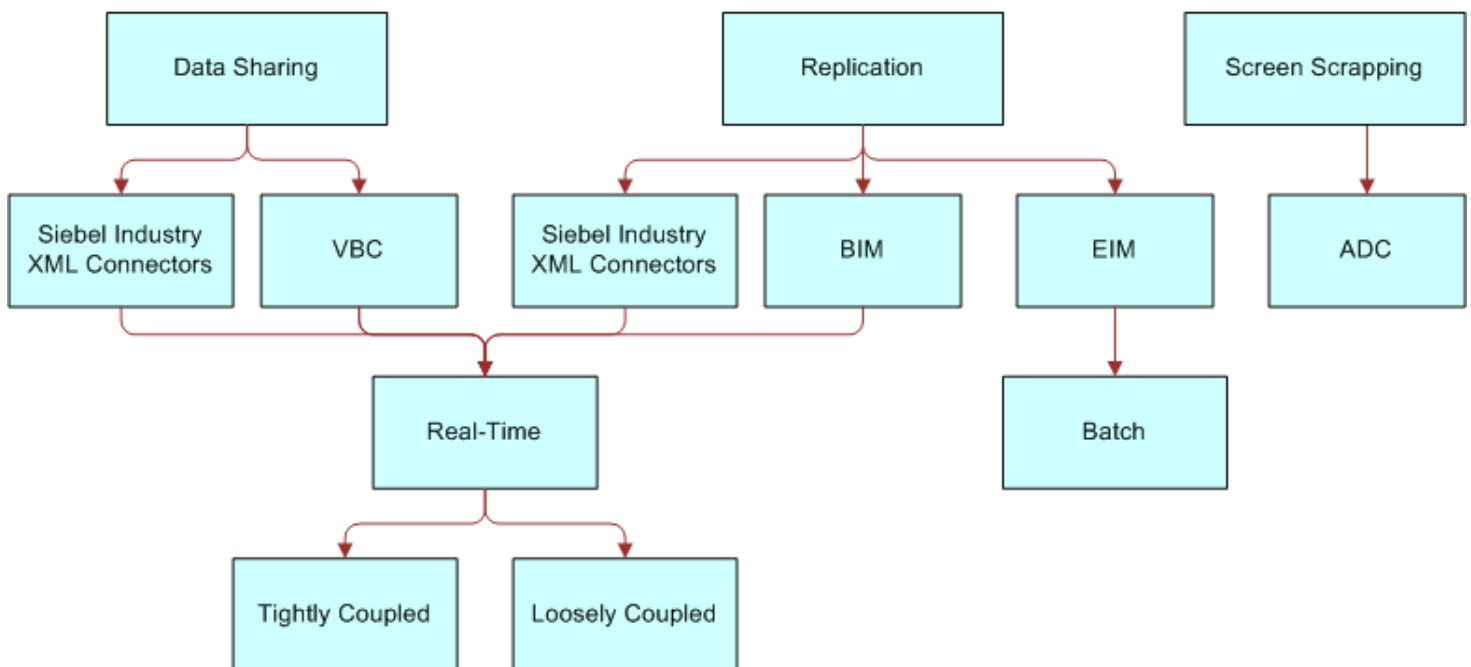 Data Sharing
Replication
Screen Scrapping
Siebel Industry
XML Connectors
VBC
Siebel Industry
XML Connectors
BIM
EIM
ADC
Real-Time
Batch
Tightly Coupled
Loosely Coupled